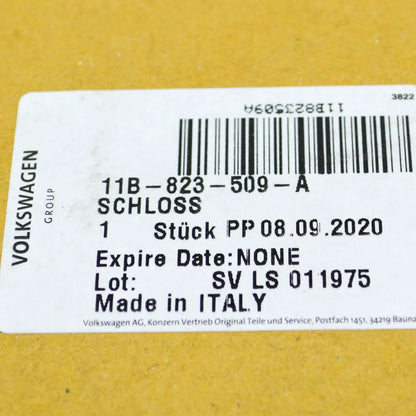 3822
11B823509A
VOLKSWAGEN
GROUP
11B-823-509-A
SCHLOSS
1 Stück PP 08.09.2020
Expire Date:NONE
Lot: SV LS 011975
Made in ITALY
Volkswagen AG, Konzern Vertrieb Original Teile und Service, Postfach 1451, 34219 Bauna